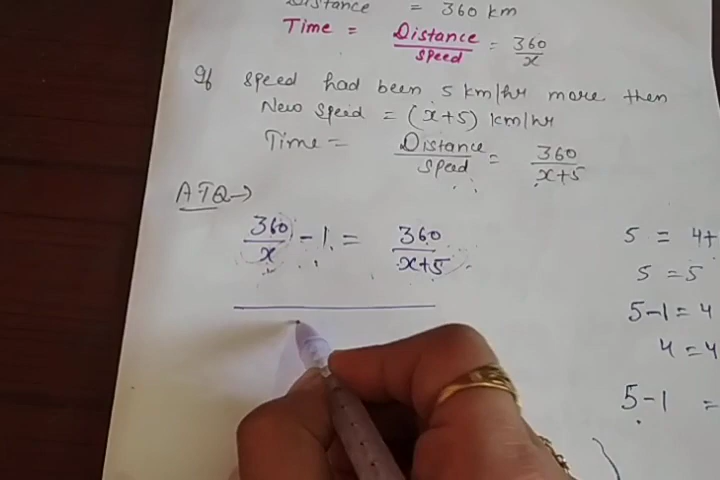 Distance = 360 km
Time = Distance/speed = 360/x
If speed had been 5 km/hr more then
New speed = (x+5) km/hr
Time = Distance/speed = 360/x+5
ATQ→
360/x - 1 = 360/x+5
5 = 4+
5 = 5
5-1 = 4
4 = 4
5-1 =